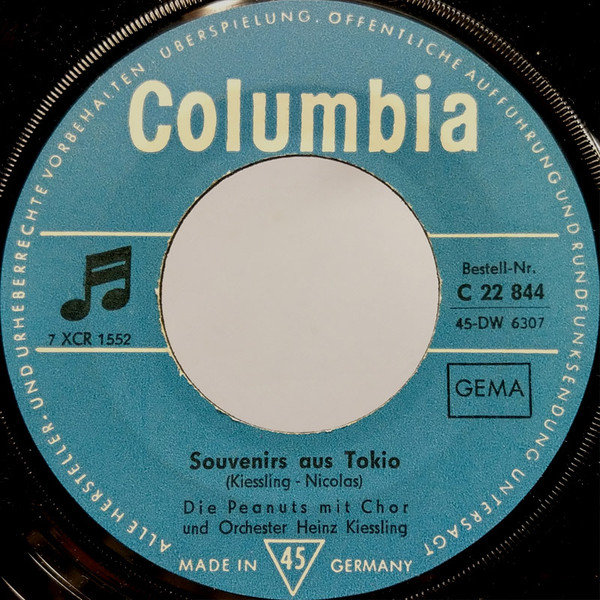 ALLE HERSTELLER- UND URHEBERRECHTE VORBEHALTEN. ÜBERSPIELUNG, ÖFFENTLICHE AUFFÜHRUNG UND RUNDFUNKSENDUNG UNTERSAGT
Columbia
7 XCR 1552
Bestell-Nr.
C 22 844
45-DW 6307
GEMA
Souvenirs aus Tokio
(Kiessling - Nicolas)
Die Peanuts mit Chor
und Orchester Heinz Kiessling
MADE IN 45 GERMANY